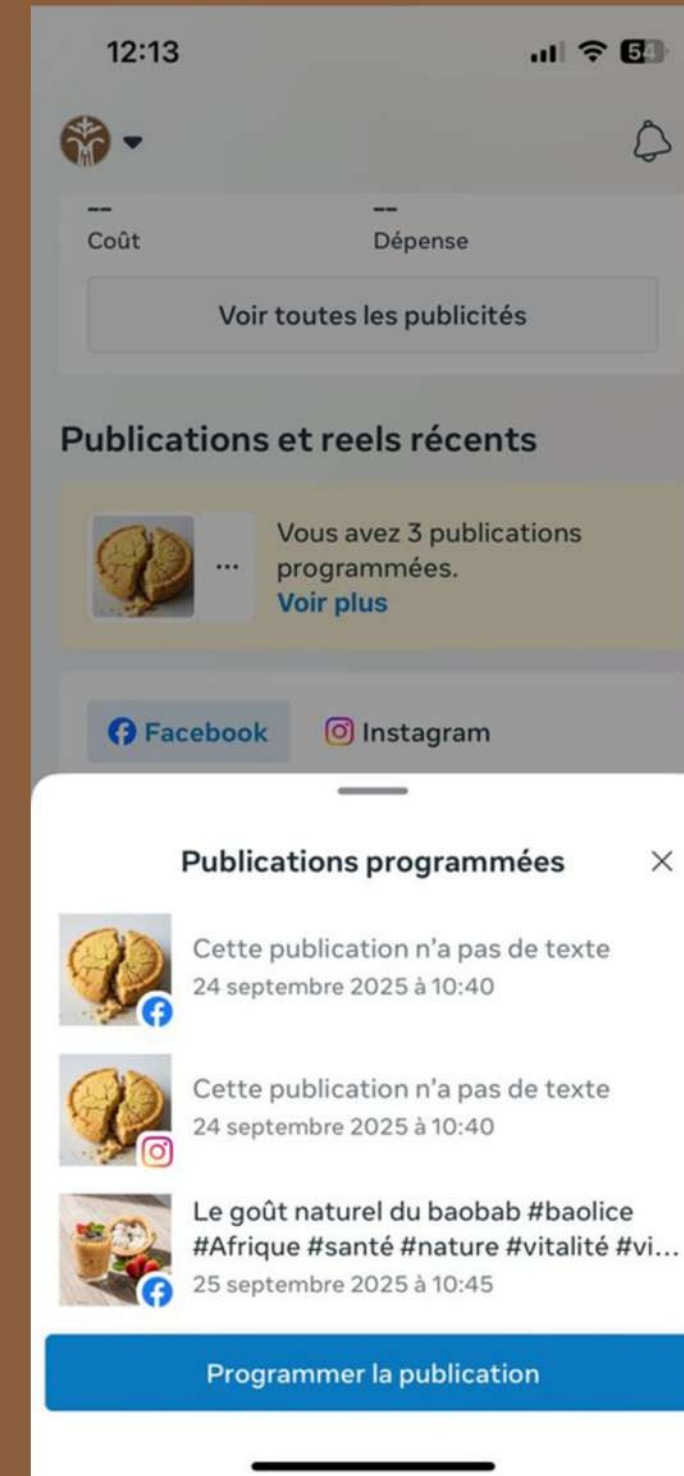 12:13
54
--
--
Coût
Dépense
Voir toutes les publicités
Publications et reels récents
...
Vous avez 3 publications
programmées.
Voir plus
Facebook
Instagram
Publications programmées
Cette publication n'a pas de texte
24 septembre 2025 à 10:40
Cette publication n'a pas de texte
24 septembre 2025 à 10:40
Le goût naturel du baobab #baolice
#Afrique #santé #nature #vitalité #vi...
25 septembre 2025 à 10:45
Programmer la publication